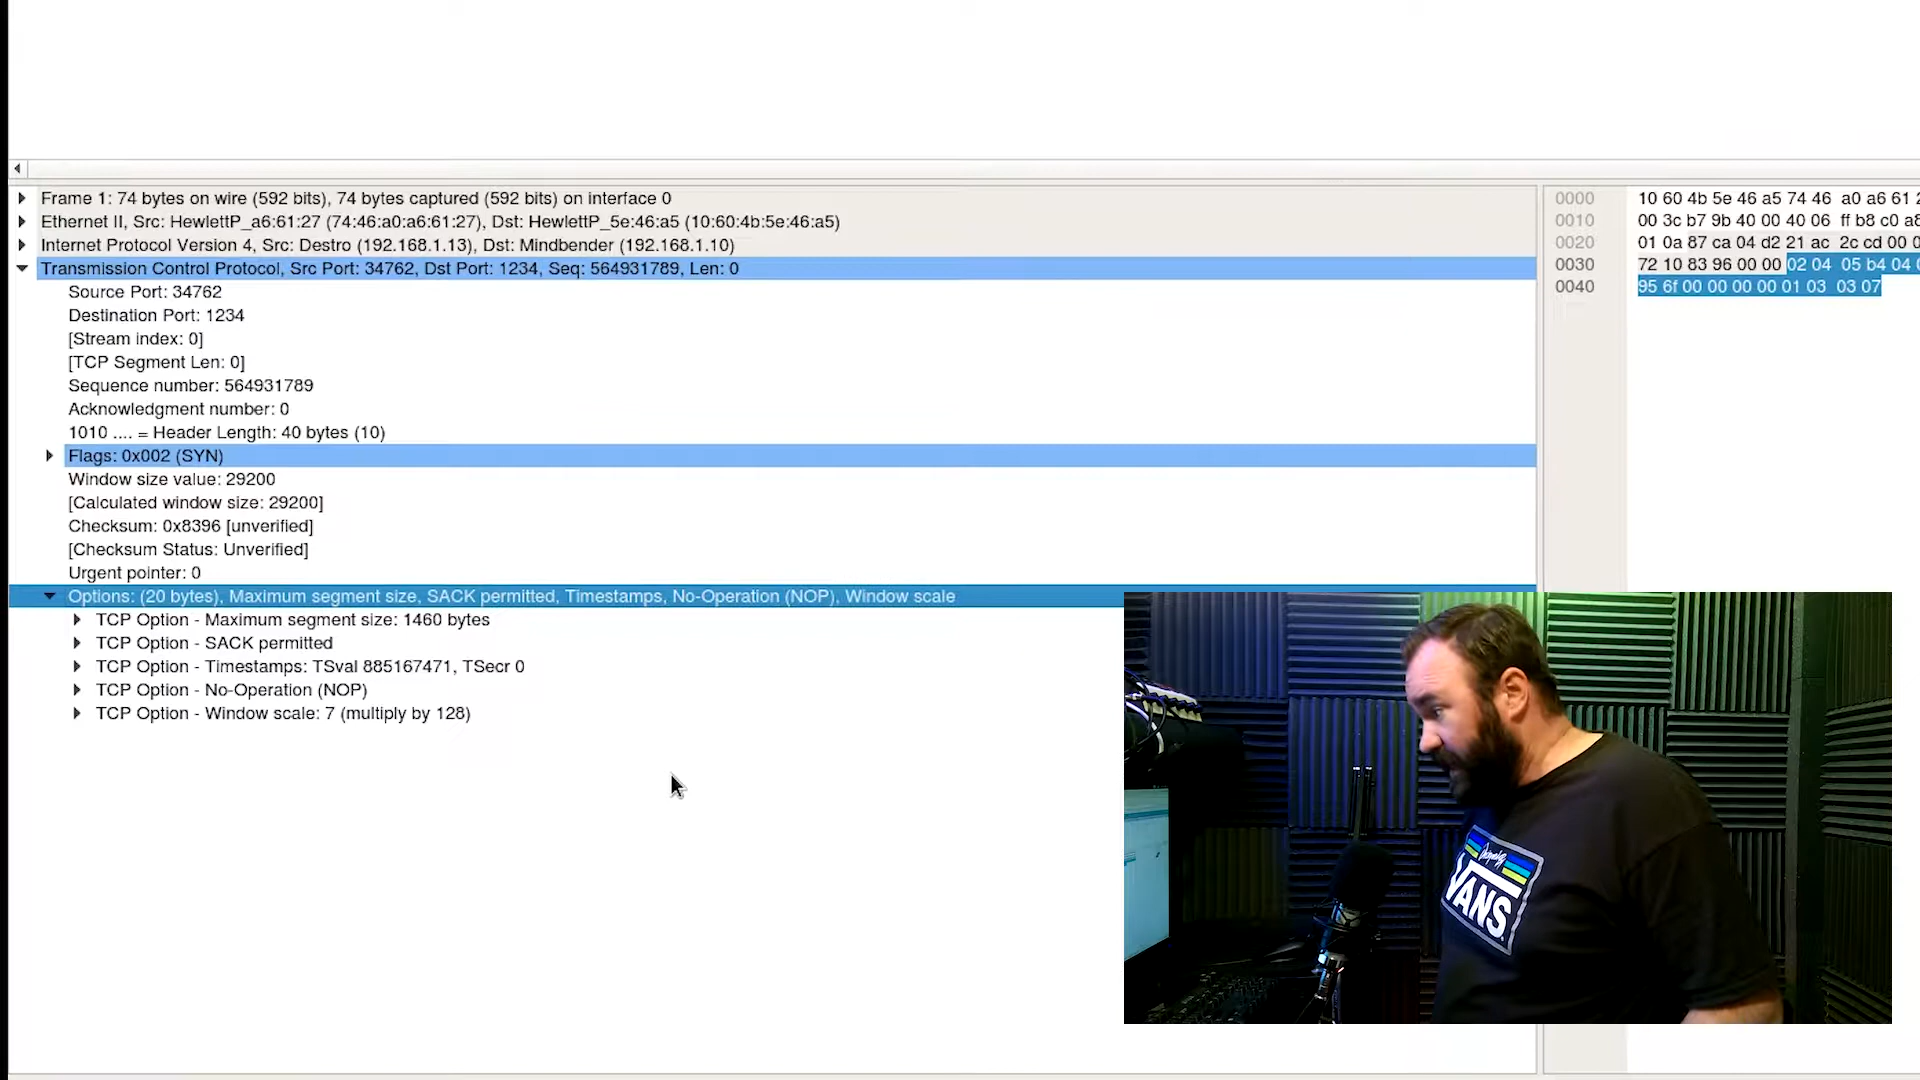 Frame 1: 74 bytes on wire (592 bits), 74 bytes captured (592 bits) on interface 0
Ethernet II, Src: HewlettP_a6:61:27 (74:46:a0:a6:61:27), Dst: HewlettP_5e:46:a5 (10:60:4b:5e:46:a5)
Internet Protocol Version 4, Src: Destro (192.168.1.13), Dst: Mindbender (192.168.1.10)
Transmission Control Protocol, Src Port: 34762, Dst Port: 1234, Seq: 564931789, Len: 0
Source Port: 34762
Destination Port: 1234
[Stream index: 0]
[TCP Segment Len: 0]
Sequence number: 564931789
Acknowledgment number: 0
1010 .... = Header Length: 40 bytes (10)
Flags: 0x002 (SYN)
Window size value: 29200
[Calculated window size: 29200]
Checksum: 0x8396 [unverified]
[Checksum Status: Unverified]
Urgent pointer: 0
Options: (20 bytes), Maximum segment size, SACK permitted, Timestamps, No-Operation (NOP), Window scale
TCP Option - Maximum segment size: 1460 bytes
TCP Option - SACK permitted
TCP Option - Timestamps: TSval 885167471, TSecr 0
TCP Option - No-Operation (NOP)
TCP Option - Window scale: 7 (multiply by 128)
0000 10 60 4b 5e 46 a5 74 46 a0 a6 61 2
0010 00 3c b7 9b 40 00 40 06 ff b8 c0 a8
0020 01 0a 87 ca 04 d2 21 ac 2c cd 00 0
0030 72 10 83 96 00 00 02 04 05 b4 04
0040 95 6f 00 00 00 00 01 03 03 07
VANS